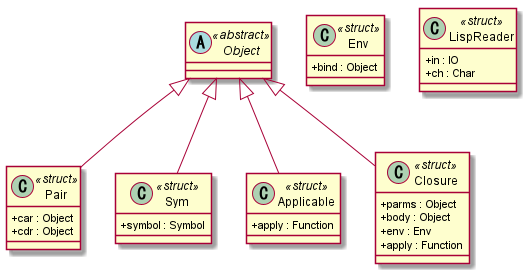 A «abstract»
Object
C «struct»
Env
+bind : Object
C «struct»
LispReader
+in : IO
+ch : Char
C «struct»
Pair
+car : Object
+cdr : Object
C «struct»
Sym
+symbol : Symbol
C «struct»
Applicable
+apply : Function
C «struct»
Closure
+parms : Object
+body : Object
+env : Env
+apply : Function